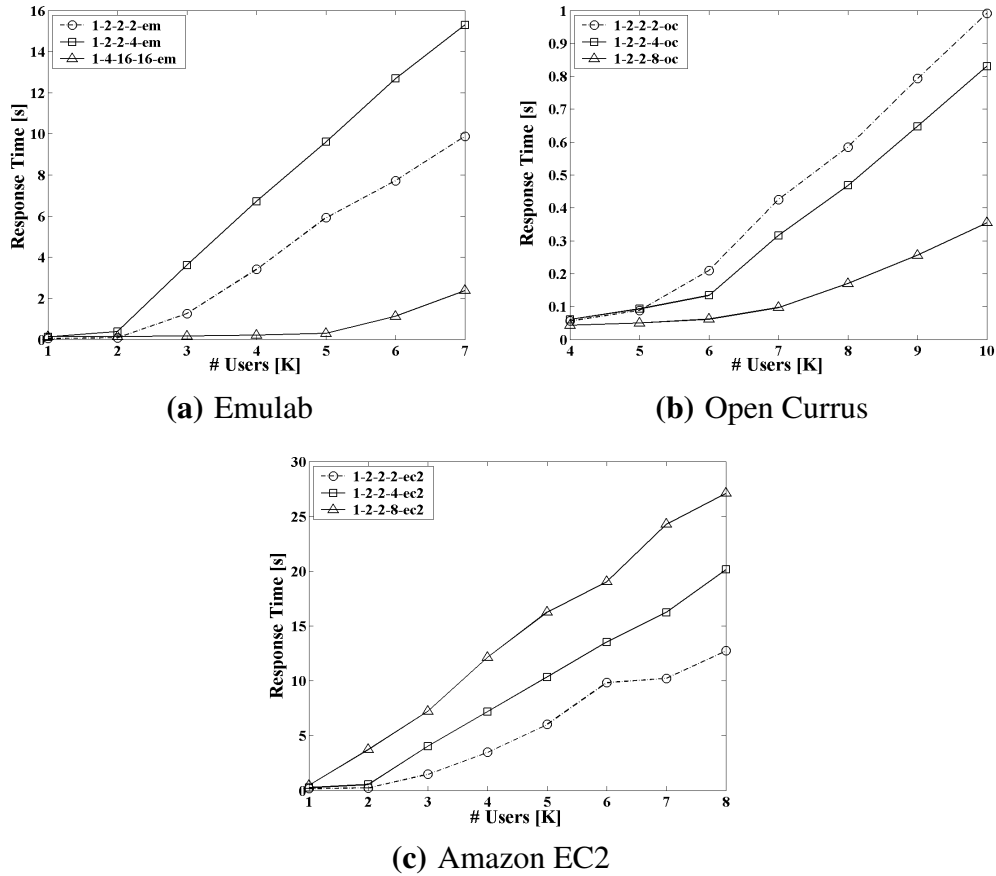 16
14
12
10
8
6
4
2
0
Response Time [s]
1-2-2-2-em
1-2-2-4-em
1-4-16-16-em
1 2 3 4 5 6 7
# Users [K]
(a) Emulab
1
0.9
0.8
0.7
0.6
0.5
0.4
0.3
0.2
0.1
0
Response Time [s]
1-2-2-2-oc
1-2-2-4-oc
1-2-2-8-oc
4 5 6 7 8 9 10
# Users [K]
(b) Open Currus
30
25
20
15
10
5
0
Response Time [s]
1-2-2-2-ec2
1-2-2-4-ec2
1-2-2-8-ec2
1 2 3 4 5 6 7 8
# Users [K]
(c) Amazon EC2